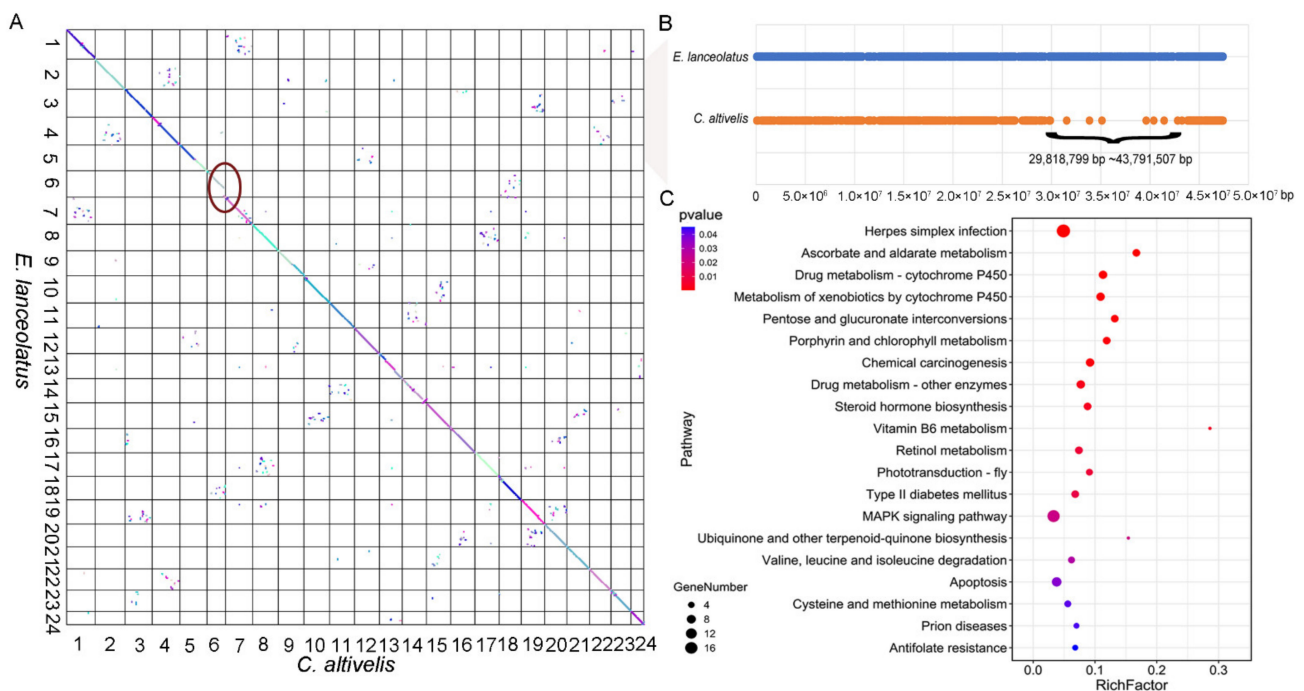 A
1
2
3
4
5
6
7
8
9
10
11
12
13
14
15
16
17
18
19
20
21
22
23
24
E. lanceolatus
1 2 3 4 5 6 7 8 9 10 11 12 13 14 15 16 17 18 19 20 21 22 23 24
C. altivelis
B
E. lanceolatus
C. altivelis
29,818,799 bp ~43,791,507 bp
0 5.0×10⁶ 1.0×10⁷ 1.5×10⁷ 2.0×10⁷ 2.5×10⁷ 3.0×10⁷ 3.5×10⁷ 4.0×10⁷ 4.5×10⁷ 5.0×10⁷ bp
C
pvalue
0.04
0.03
0.02
0.01
Pathway
Herpes simplex infection
Ascorbate and aldarate metabolism
Drug metabolism - cytochrome P450
Metabolism of xenobiotics by cytochrome P450
Pentose and glucuronate interconversions
Porphyrin and chlorophyll metabolism
Chemical carcinogenesis
Drug metabolism - other enzymes
Steroid hormone biosynthesis
Vitamin B6 metabolism
Retinol metabolism
Phototransduction - fly
Type II diabetes mellitus
MAPK signaling pathway
Ubiquinone and other terpenoid-quinone biosynthesis
Valine, leucine and isoleucine degradation
Apoptosis
Cysteine and methionine metabolism
Prion diseases
Antifolate resistance
GeneNumber
4
8
12
16
0.0 0.1 0.2 0.3
RichFactor